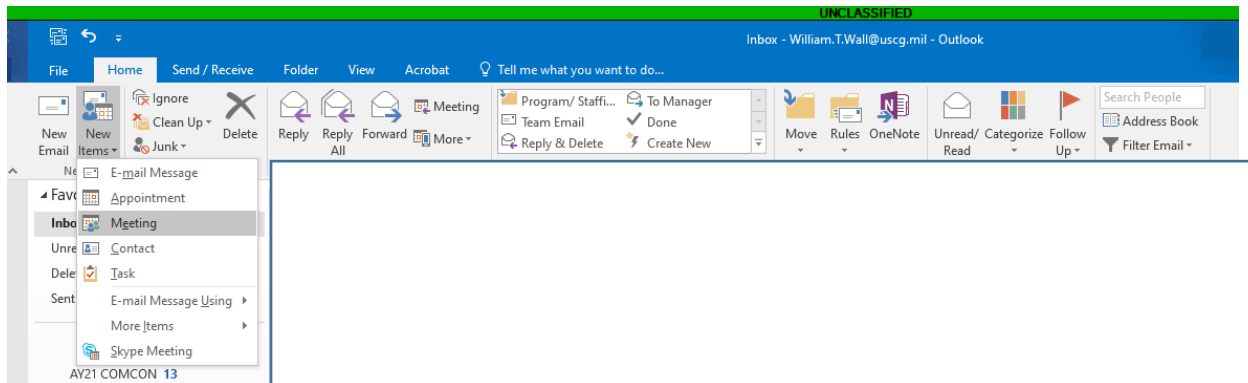 UNCLASSIFIED
Inbox - William.T.Wall@uscg.mil - Outlook
File Home Send / Receive Folder View Acrobat Tell me what you want to do...
New Email
New Items
Ignore
Clean Up
Junk
Delete
Reply
Reply All
Forward
Meeting
More
Program/ Staffi...
Team Email
Reply & Delete
To Manager
Done
Create New
Move
Rules
OneNote
Unread/ Read
Categorize
Follow Up
Search People
Address Book
Filter Email
Ne
E-mail Message
Appointment
Meeting
Contact
Task
E-mail Message Using
More Items
Skype Meeting
Favo
Inbo
Unre
Dele
Sent
AY21 COMCON 13